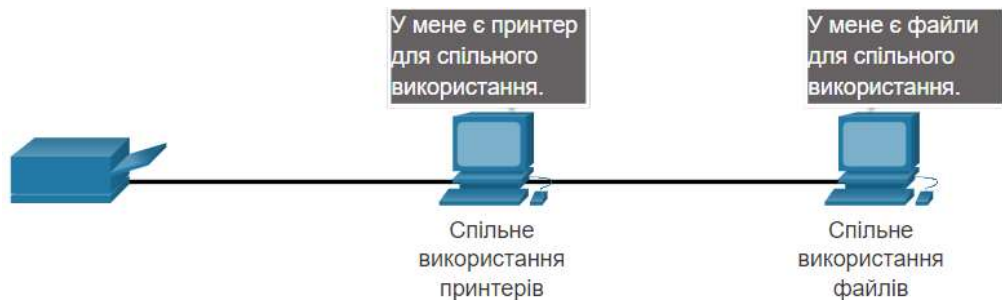 У мене є принтер
для спільного
використання.
У мене є файли
для спільного
використання.
Спільне
використання
принтерів
Спільне
використання
файлів